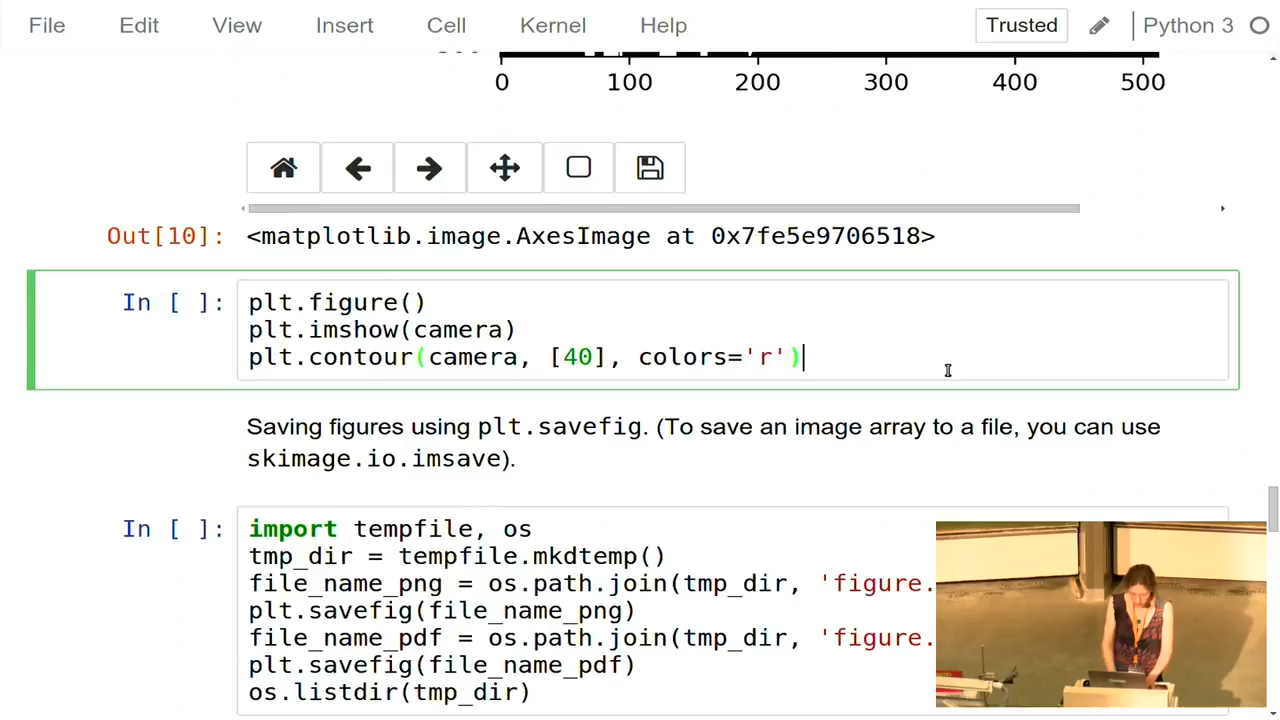 File Edit View Insert Cell Kernel Help Trusted Python 3
0 100 200 300 400 500
Out[10]: <matplotlib.image.AxesImage at 0x7fe5e9706518>
In [ ]: plt.figure()
plt.imshow(camera)
plt.contour(camera, [40], colors='r')
Saving figures using plt.savefig. (To save an image array to a file, you can use
skimage.io.imsave).
In [ ]: import tempfile, os
tmp_dir = tempfile.mkdtemp()
file_name_png = os.path.join(tmp_dir, 'figure.
plt.savefig(file_name_png)
file_name_pdf = os.path.join(tmp_dir, 'figure.
plt.savefig(file_name_pdf)
os.listdir(tmp_dir)